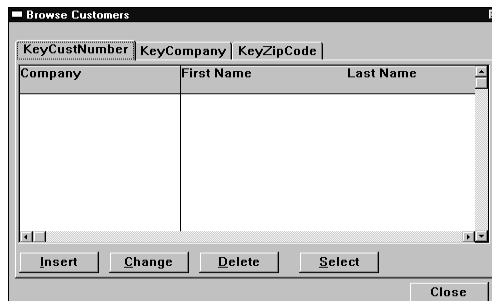 Browse Customers
KeyCustNumber KeyCompany KeyZipCode
Company First Name Last Name
Insert Change Delete Select
Close